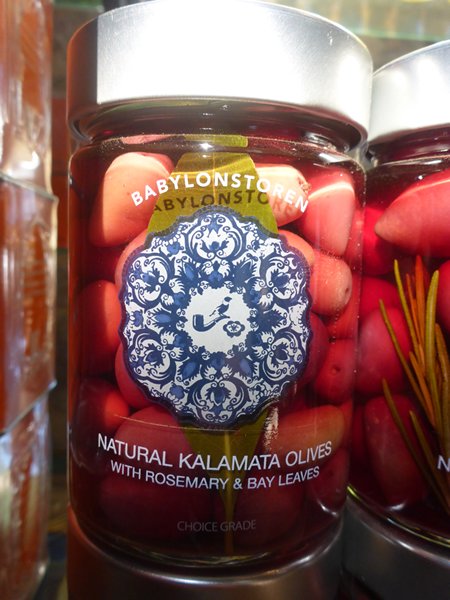 BABYLONSTOREN
NATURAL KALAMATA OLIVES
WITH ROSEMARY & BAY LEAVES
CHOICE GRADE
N